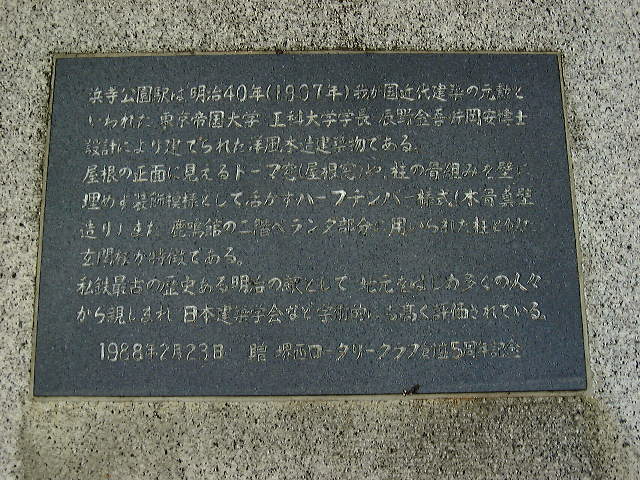 浜寺公園駅は明治40年(1907年)我が国近代建築の元勲と
いわれた 東京帝国大学 工科大学学長 辰野金吾 片岡安博士
設計により建てられた洋風木造建築物である。
屋根の正面に見えるドーマ窓(屋根窓)や、柱の骨組みを壁に
埋めず装飾模様として活かすハーフチンバー様式(木骨真壁
造り)また 鹿鳴館の二階ベランダ部分に用いられた柱と似た
玄関柱が特徴である。
私鉄最古の歴史ある明治の駅として 地元をはじめ多くの人々
から親しまれ 日本建築学会など学術的にも高く評価されている。
1988年2月23日 贈 堺西ロータリークラブ創立5周年記念